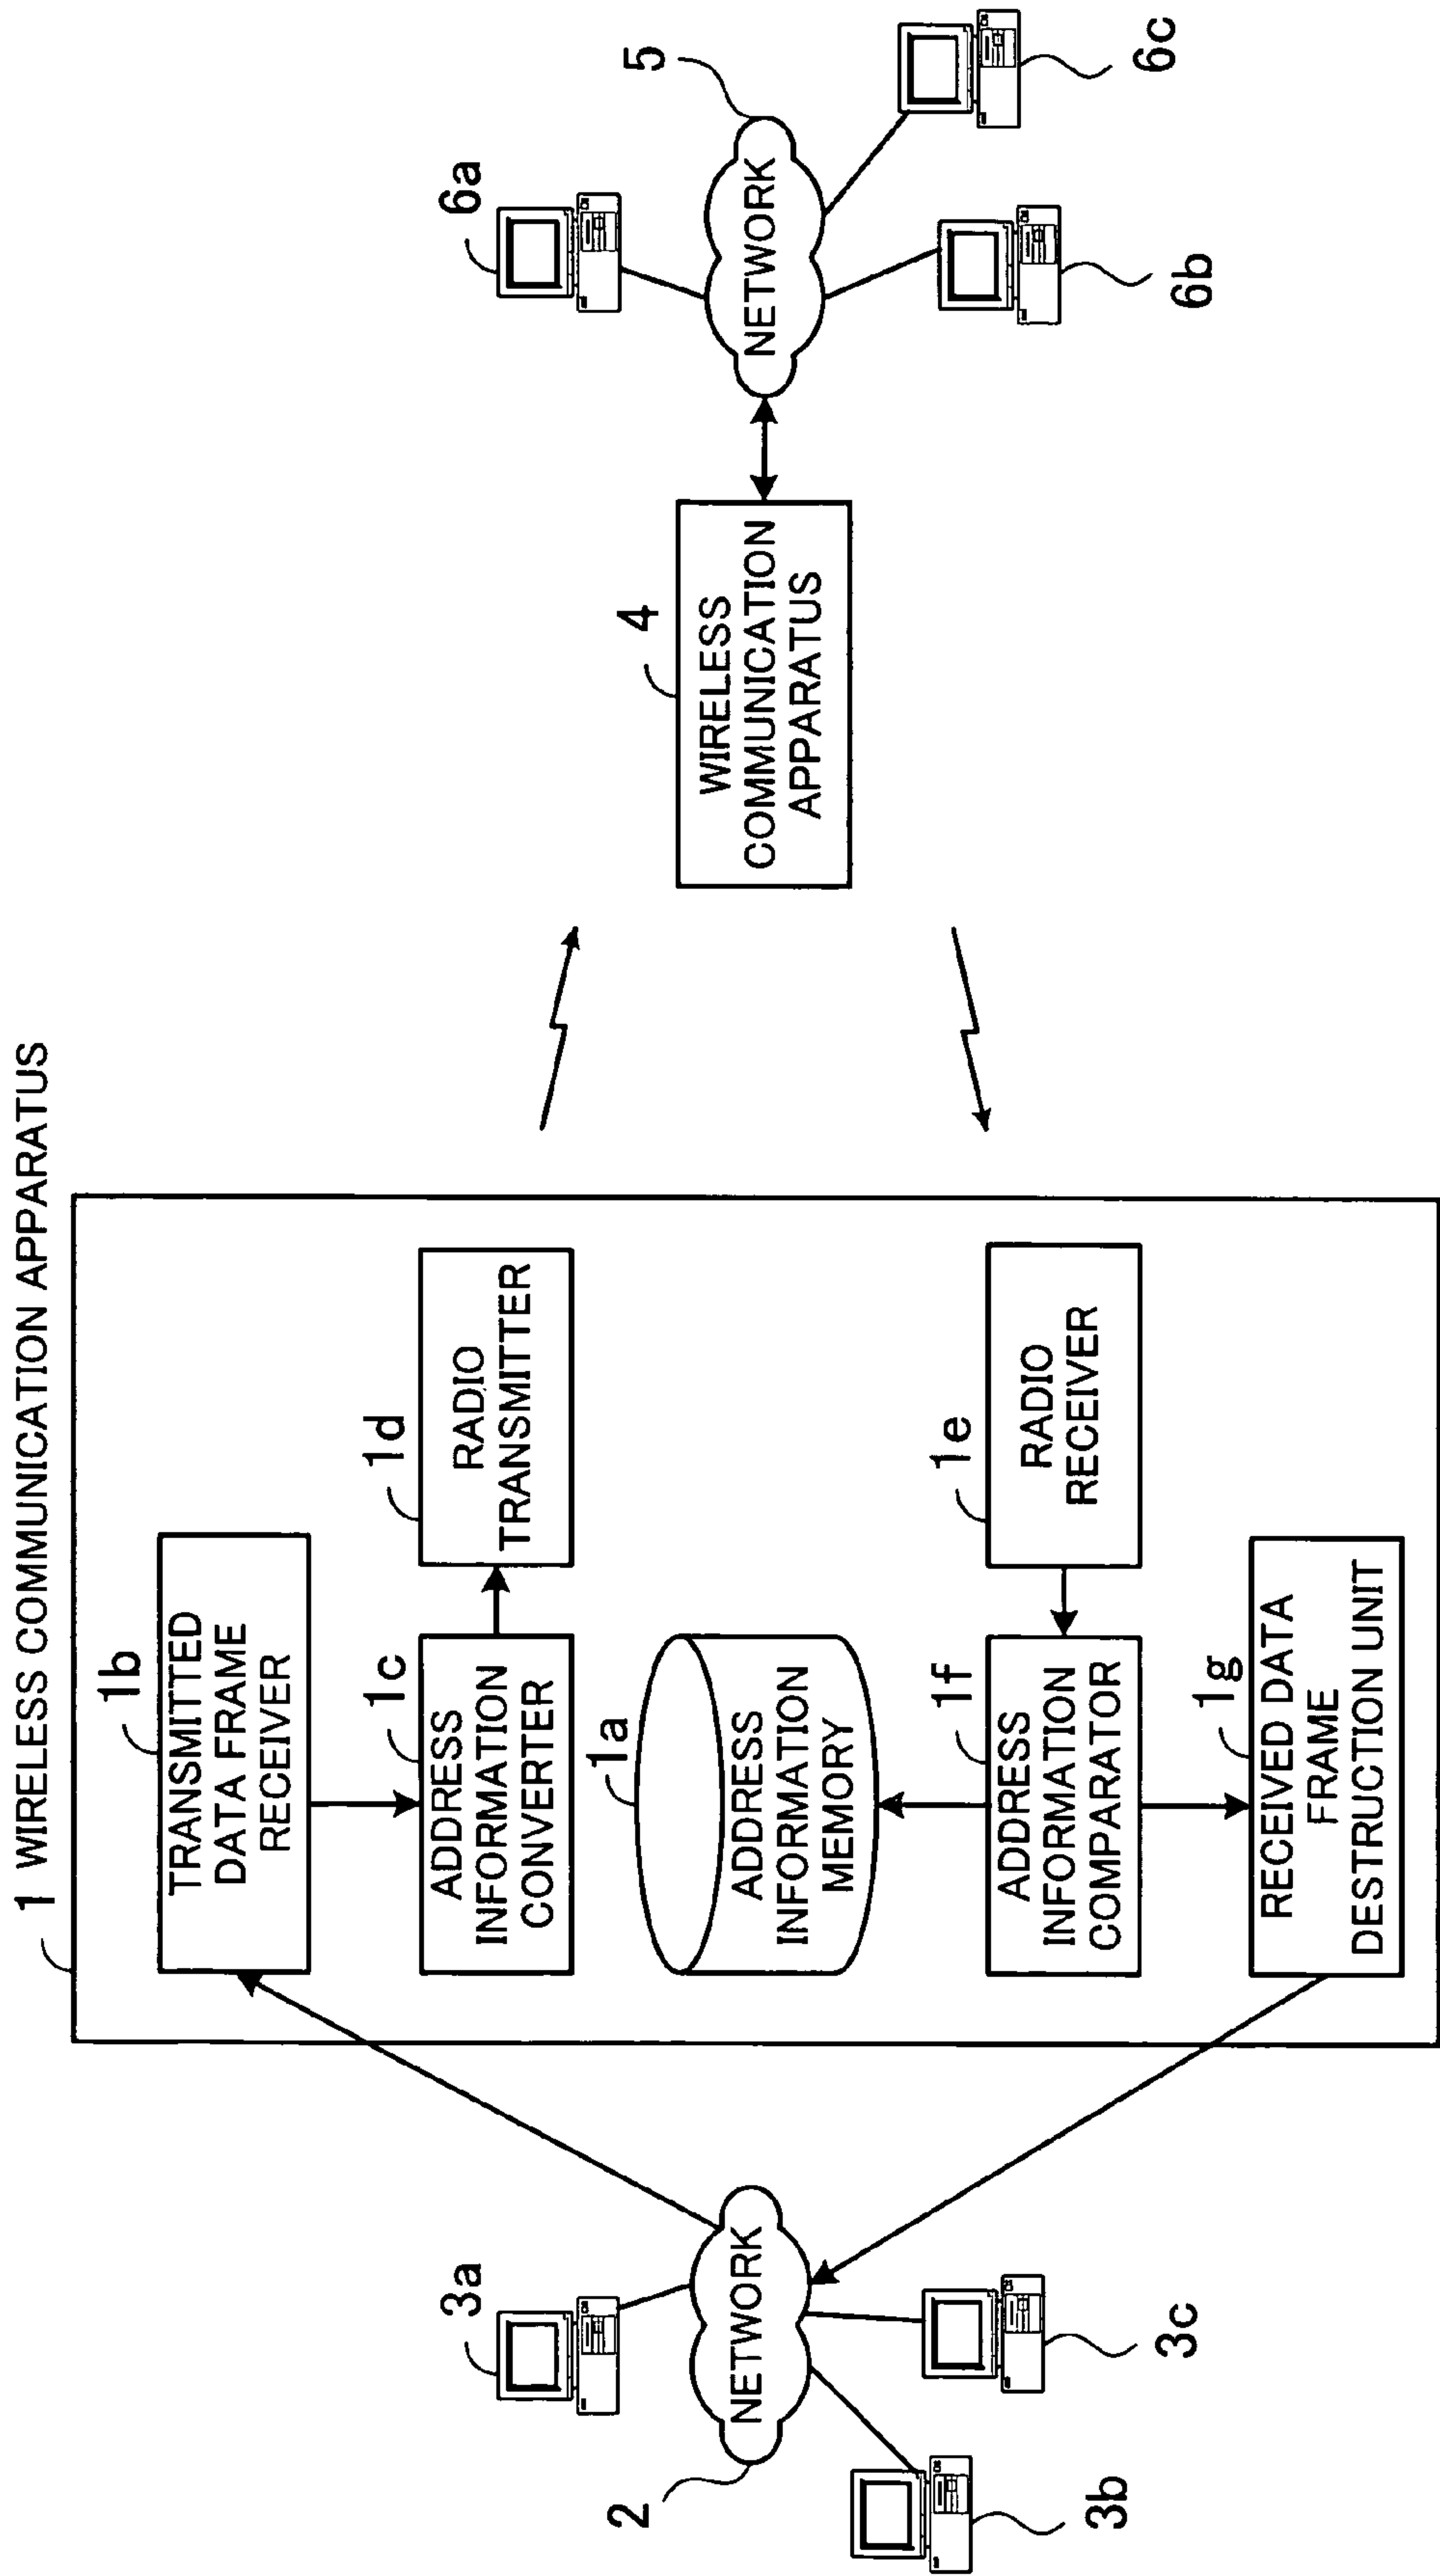 1 WIRELESS COMMUNICATION APPARATUS
1b
TRANSMITTED
DATA FRAME
RECEIVER
1c
ADDRESS
INFORMATION
CONVERTER
1d
RADIO
TRANSMITTER
1a
ADDRESS
INFORMATION
MEMORY
1f
ADDRESS
INFORMATION
COMPARATOR
1e
RADIO
RECEIVER
1g
RECEIVED DATA
FRAME
DESTRUCTION UNIT
2
NETWORK
3a
3b
3c
4
WIRELESS
COMMUNICATION
APPARATUS
5
NETWORK
6a
6b
6c